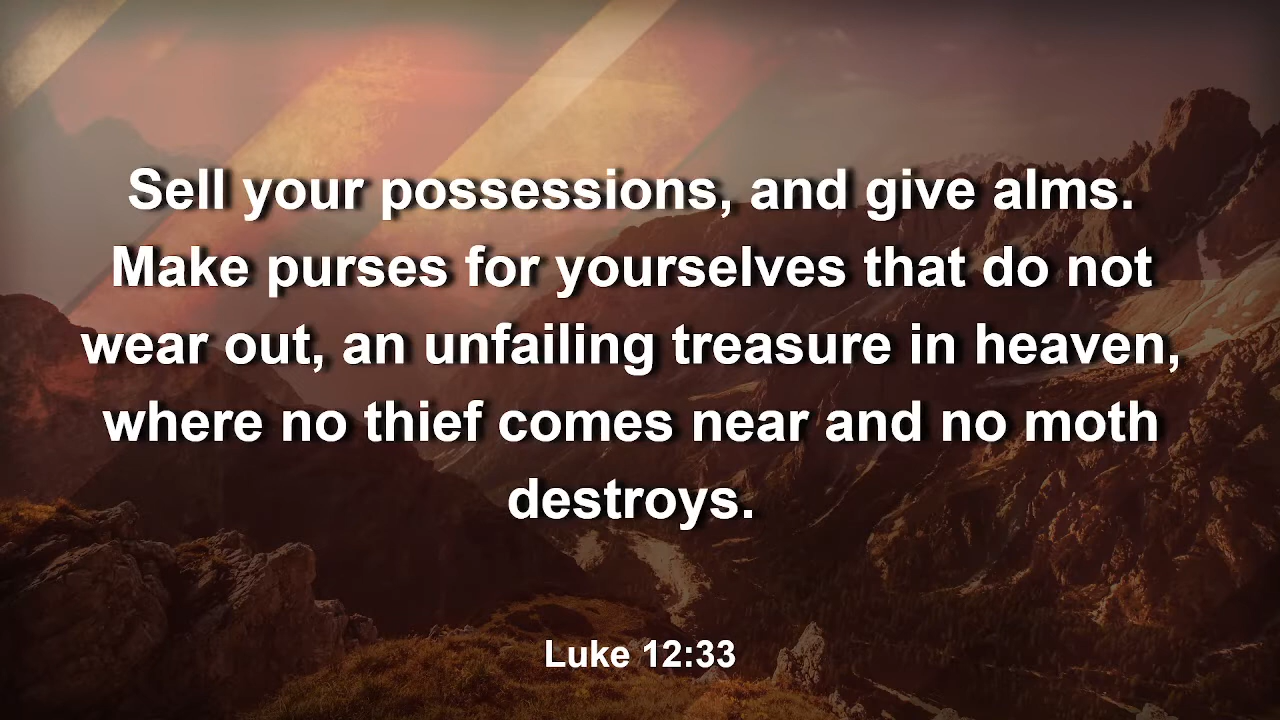 Sell your possessions, and give alms.
Make purses for yourselves that do not
wear out, an unfailing treasure in heaven,
where no thief comes near and no moth
destroys.
Luke 12:33